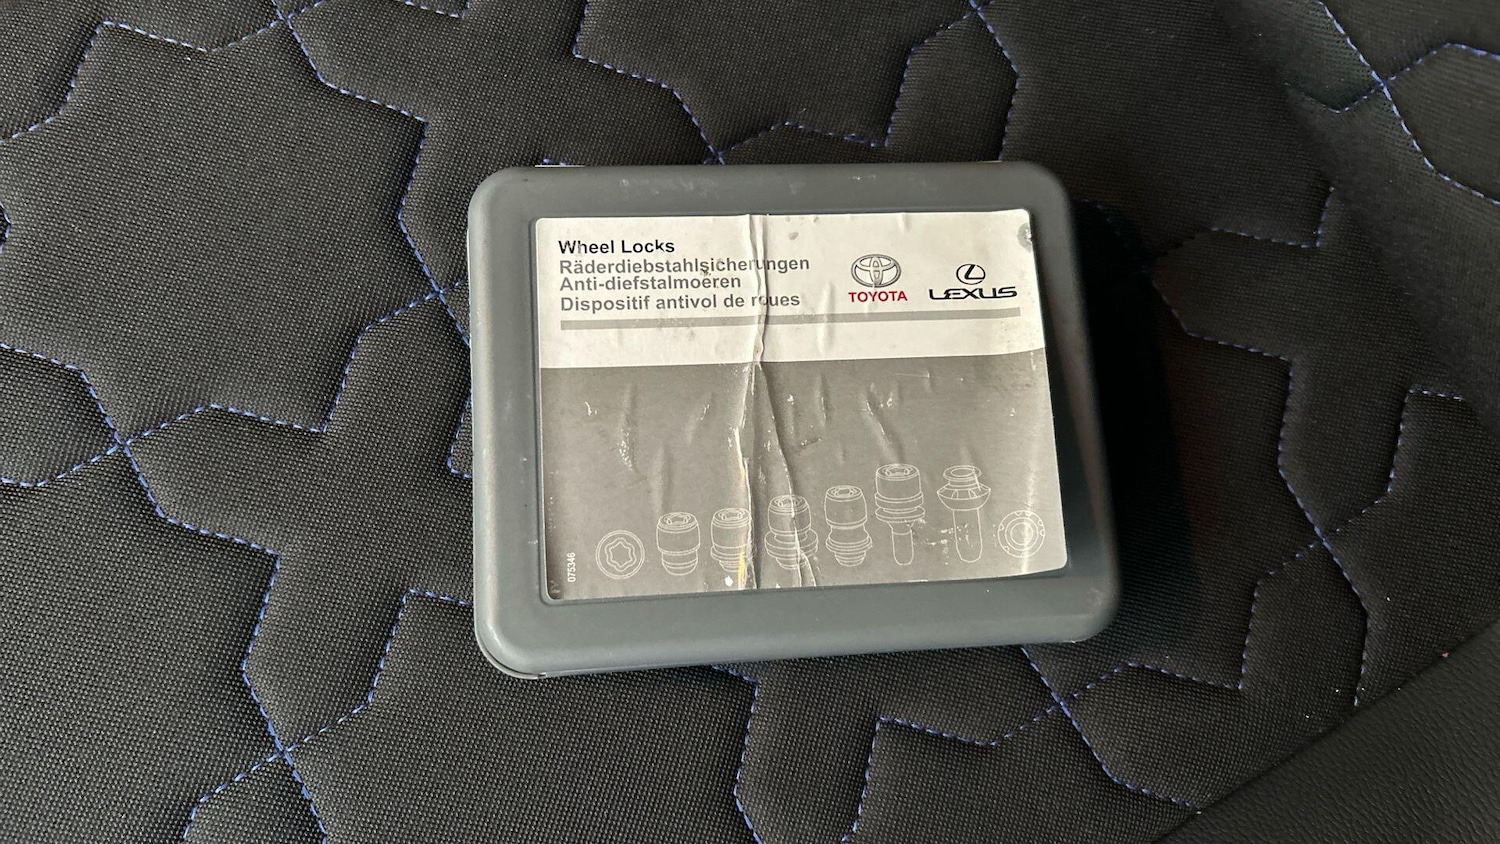 Wheel Locks
Räderdiebstahlsicherungen
Anti-diefstalmoeren
Dispositif antivol de roues
TOYOTA
LEXUS
075346